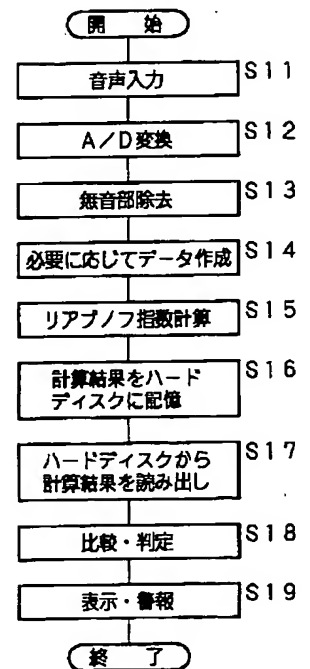 開 始
音声入力
S11
A／D変換
S12
無音部除去
S13
必要に応じてデータ作成
S14
リアプノフ指数計算
S15
計算結果をハード
ディスクに記憶
S16
ハードディスクから
計算結果を読み出し
S17
比較・判定
S18
表示・警報
S19
終 了